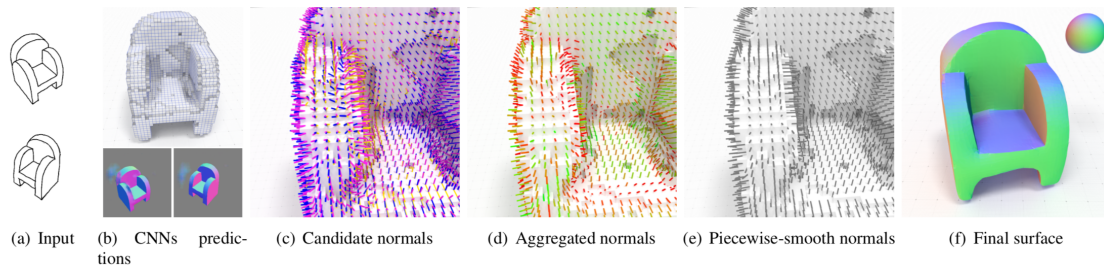 (a) Input
(b) CNNs predic-
tions
(c) Candidate normals
(d) Aggregated normals
(e) Piecewise-smooth normals
(f) Final surface